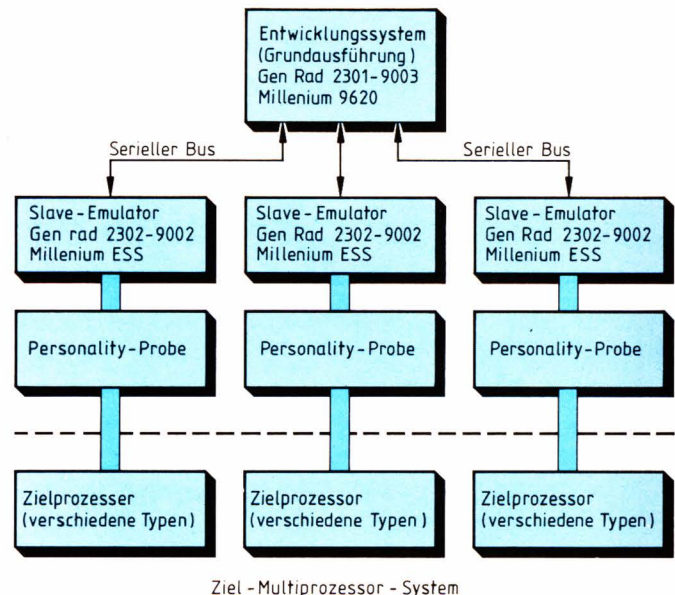 Entwicklungssystem
(Grundausführung)
Gen Rad 2301-9003
Millenium 9620
Serieller Bus
Serieller Bus
Slave-Emulator
Gen rad 2302-9002
Millenium ESS
Slave-Emulator
Gen Rad 2302-9002
Millenium ESS
Slave-Emulator
Gen Rad 2302-9002
Millenium ESS
Personality-Probe
Personality-Probe
Personality-Probe
Zielprozesser
(verschiedene Typen)
Zielprozessor
(verschiedene Typen)
Zielprozessor
(verschiedene Typen)
Ziel-Multiprozessor-System